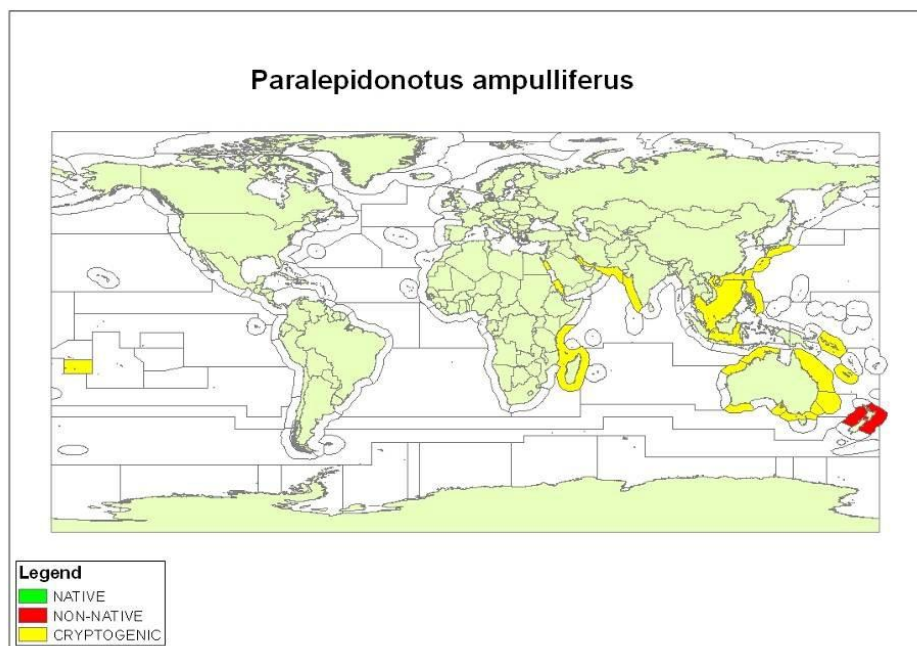 Paralepidonotus ampulliferus
Legend
NATIVE
NON-NATIVE
CRYPTOGENIC